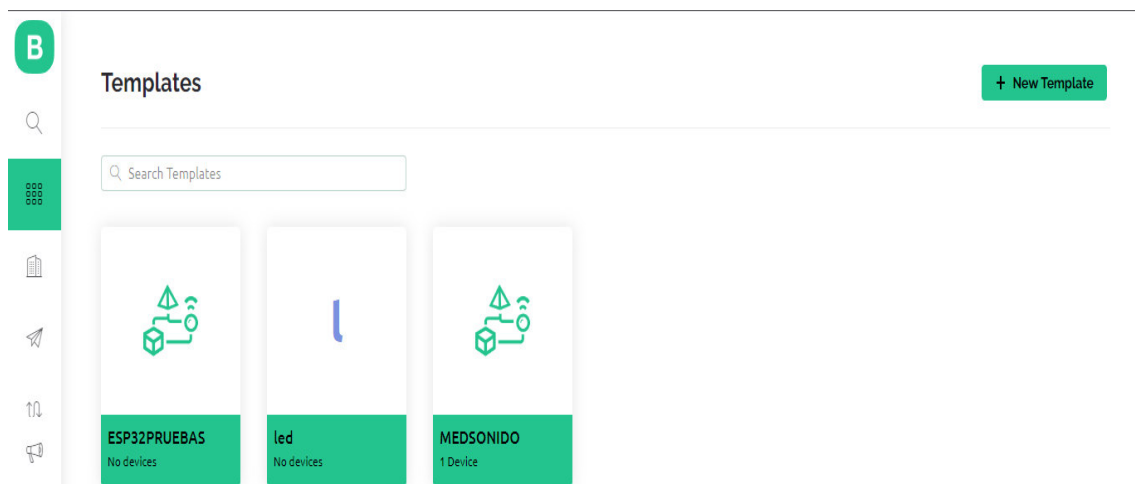 B
Templates
+ New Template
Search Templates
l
ESP32PRUEBAS
No devices
led
No devices
MEDSONIDO
1 Device